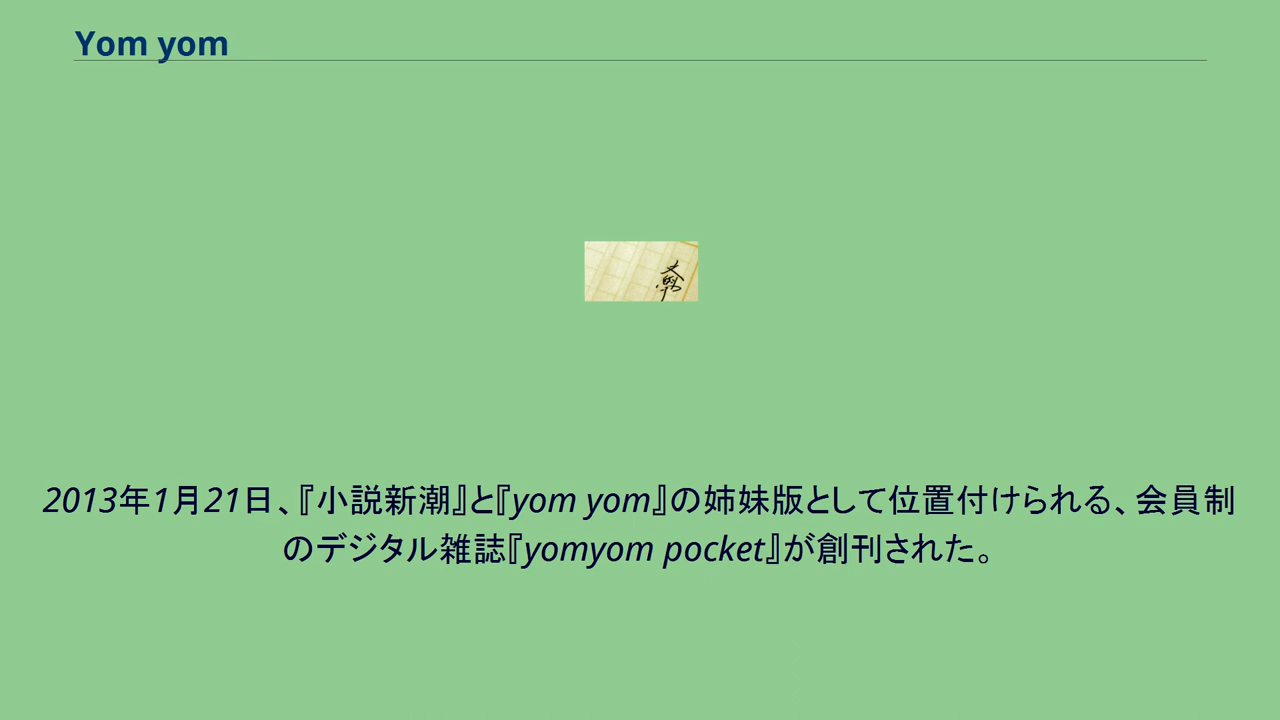 Yom yom
2013年1月21日、『小説新潮』と『yom yom』の姉妹版として位置付けられる、会員制
のデジタル雑誌『yomyom pocket』が創刊された。